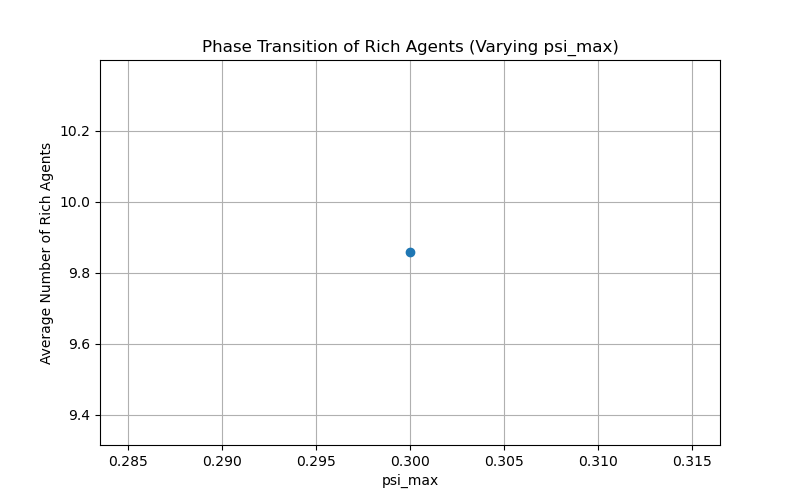 Phase Transition of Rich Agents (Varying psi_max)
Average Number of Rich Agents
10.2
10.0
9.8
9.6
9.4
0.285 0.290 0.295 0.300 0.305 0.310 0.315
psi_max